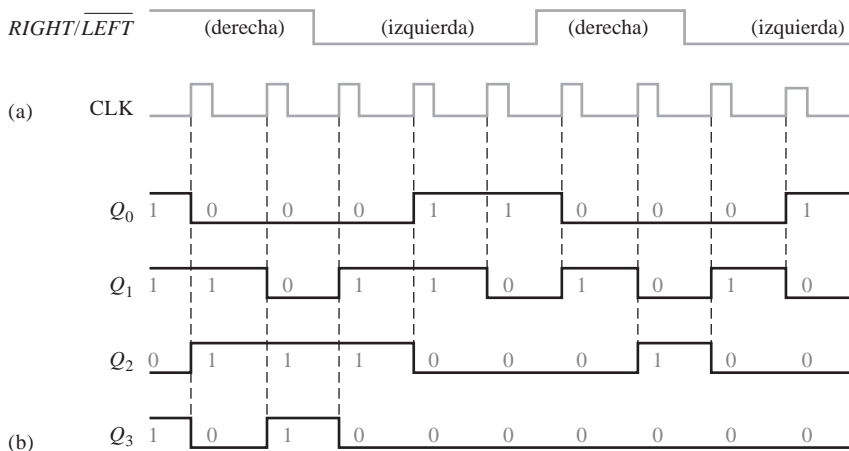 RIGHT/LEFT (derecha) (izquierda) (derecha) (izquierda)
(a) CLK
Q0 1 0 0 0 1 1 0 0 0 1
Q1 1 1 0 1 1 0 1 0 1 0
Q2 0 1 1 1 0 0 0 1 0 0
(b) Q3 1 0 1 0 0 0 0 0 0 0